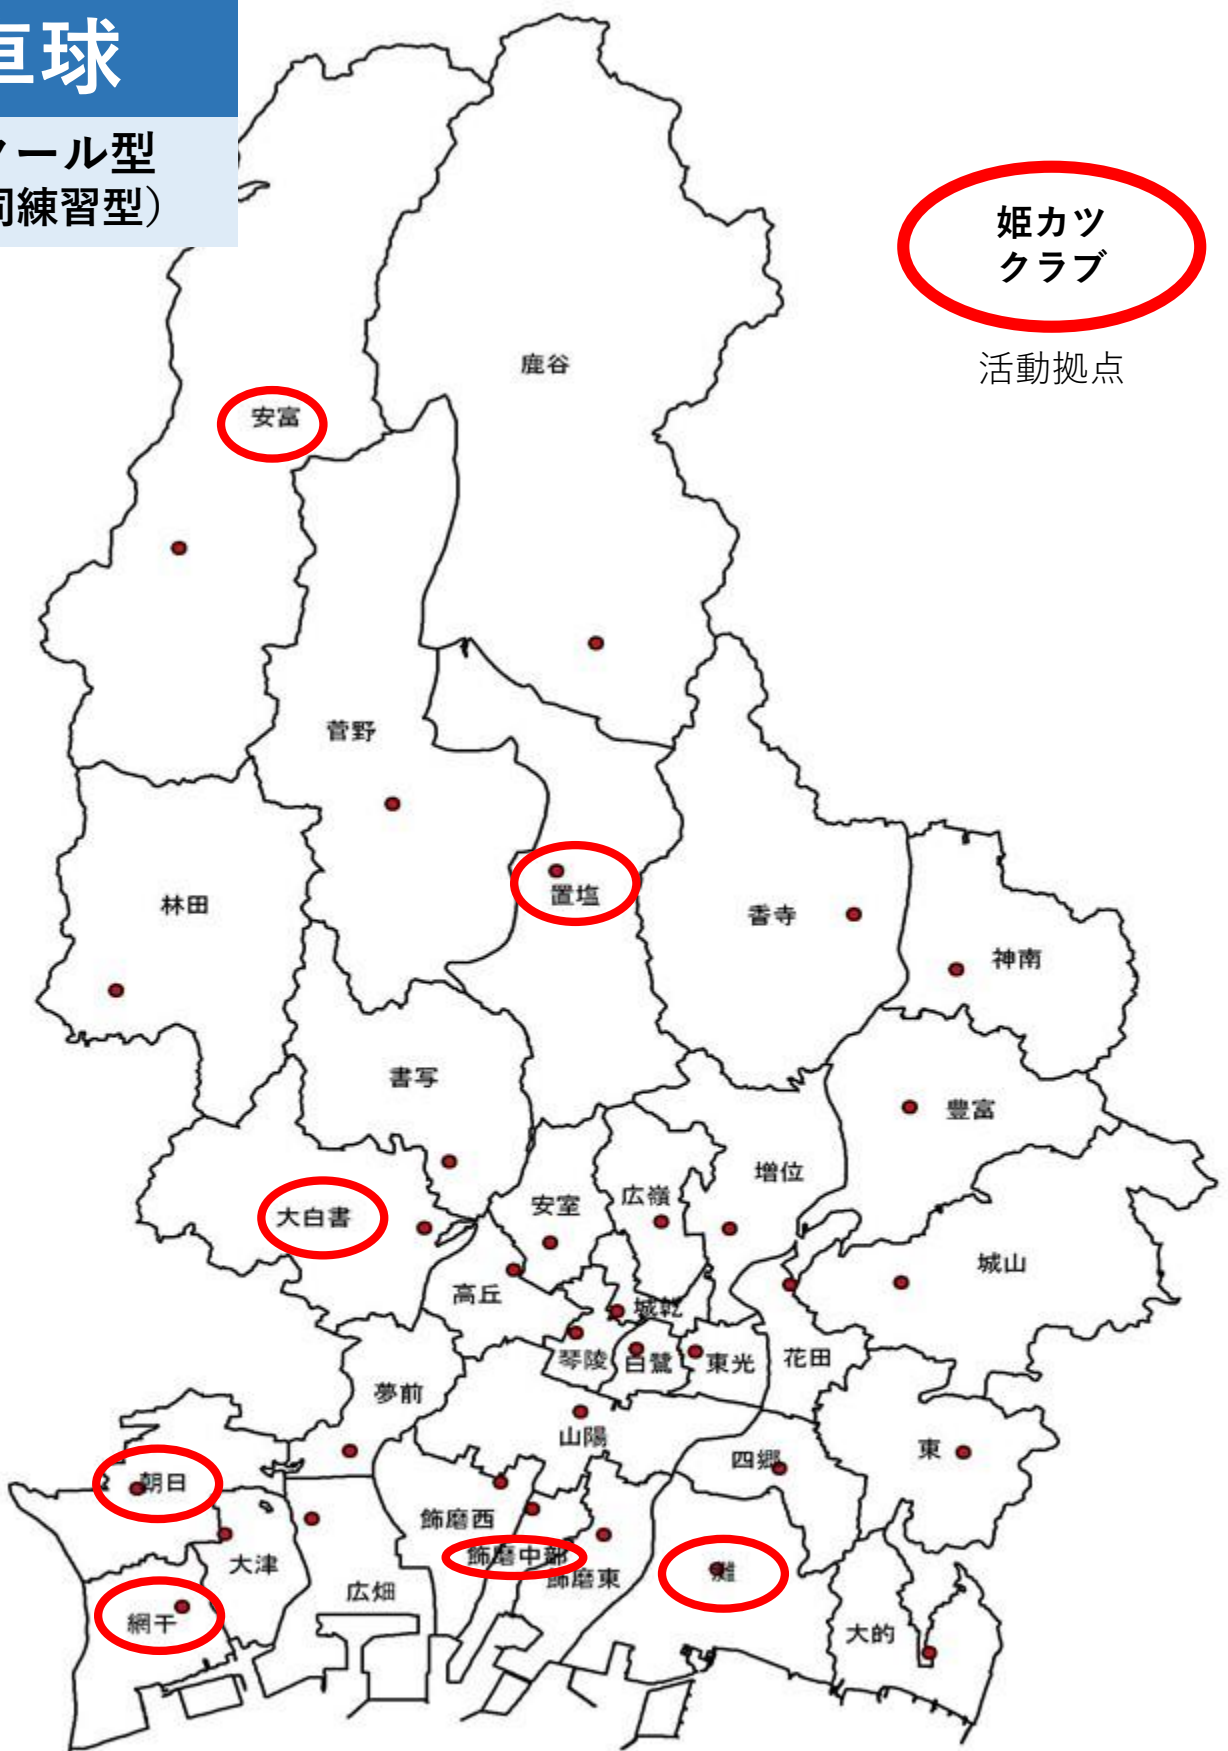 卓球
クール型
同練習型）
姫カツ
クラブ
活動拠点
鹿谷
安富
菅野
置塩
林田
香寺
神南
書写
豊富
増位
広嶺
安室
大白書
城山
高丘
城乾
琴陵
白鷺
東光
花田
夢前
山陽
四郷
東
朝日
飾磨西
飾磨中部
大津
飾磨東
灘
広畑
網干
大的